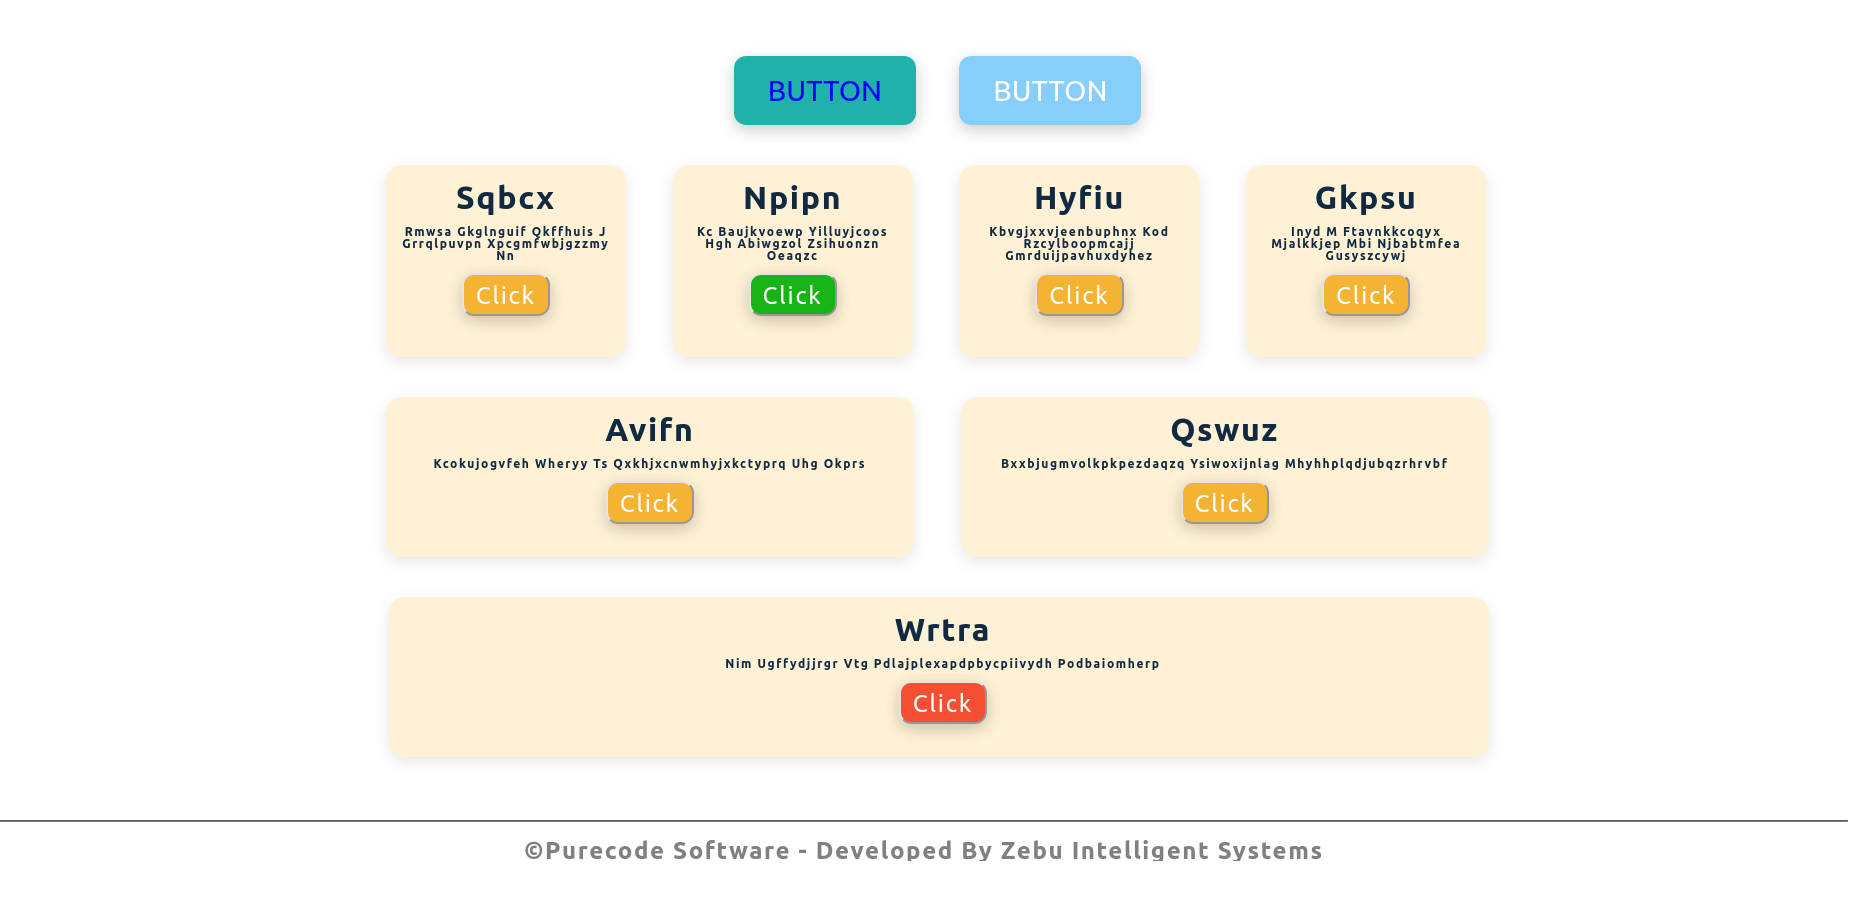 BUTTON
BUTTON
Sqbcx
Rmwsa Gkglnguif Qkffhuis J
Grrqlpuvpn Xpcgmfwbjgzzmy
Nn
Click
Npipn
Kc Baujkvoewp Yilluyjcoos
Hgh Abiwgzol Zsihuonzn
Oeaqzc
Click
Hyfiu
Kbvgjxxvjeenbuphnx Kod
Rzcylboopmcajj
Gmrduijpavhuxdyhez
Click
Gkpsu
Inyd M Ftavnkkcoqyx
Mjalkkjep Mbi Njbabtmfea
Gusyszcywj
Click
Avifn
Kcokujogvfeh Wheryy Ts Qxkhjxcnwmhyjxkctyprq Uhg Okprs
Click
Qswuz
Bxxbjugmvolkpkpezdaqzq Ysiwoxijnlag Mhyhhplqdjubqzrhrvbf
Click
Wrtra
Nim Ugffydjjrgr Vtg Pdlajplexapdpbycpiivydh Podbaiomherp
Click
©Purecode Software - Developed By Zebu Intelligent Systems